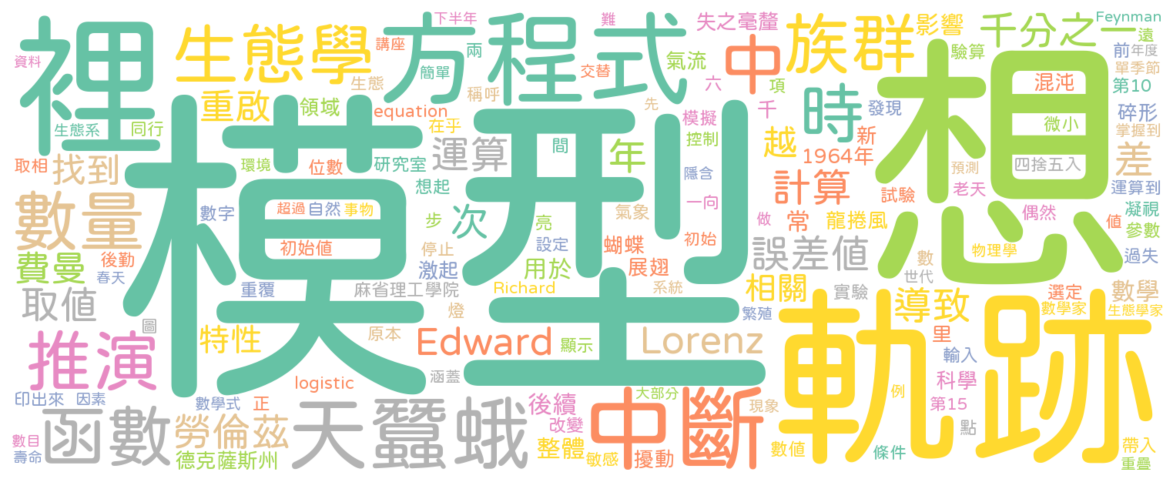 裡
模型
想
軌跡
方程式
生態學
族群
中
時
千分之一
影響
Feynman
遠
驗算
前
年度
單季節
第10
失之毫釐
下半年
難
兩
講座
簡單
交替
氣流
六
項
稱呼
生態
equation
重啟
領域
資料
生態系
同行
取相
找到
環境
位數
研究室
在乎
運算
間
模擬
控制
千
年
越
新
1964年
發現
混沌
微小
碎形
掌握到
差
四捨五入
運算到
隱含
想起
計算
試驗
老天
預測
偶然
值
凝視
參數
數量
數字
超過
自然
事物
初始值
步
次
亮
氣象
一向
做
常
龍捲風
物理學
數
過失
費曼
後勤
春天
停止
激起
設定
用於
蝴蝶
初始
展翅
誤差值
世代
取值
重覆
麻省理工學院
Richard
系統
相關
實驗
導致
選定
數學
數學家
生態學家
圖
特性
原本
燈
繁殖
推演
Edward
顯示
Lorenz
里
輸入
logistic
涵蓋
大部分
例
科學
印出來
因素
數學式
正
後續
中斷
現象
第15
點
函數
勞倫茲
天蠶蛾
改變
整體
數值
條件
帶入
數目
壽命
德克薩斯州
敏感
擾動
重疊
先